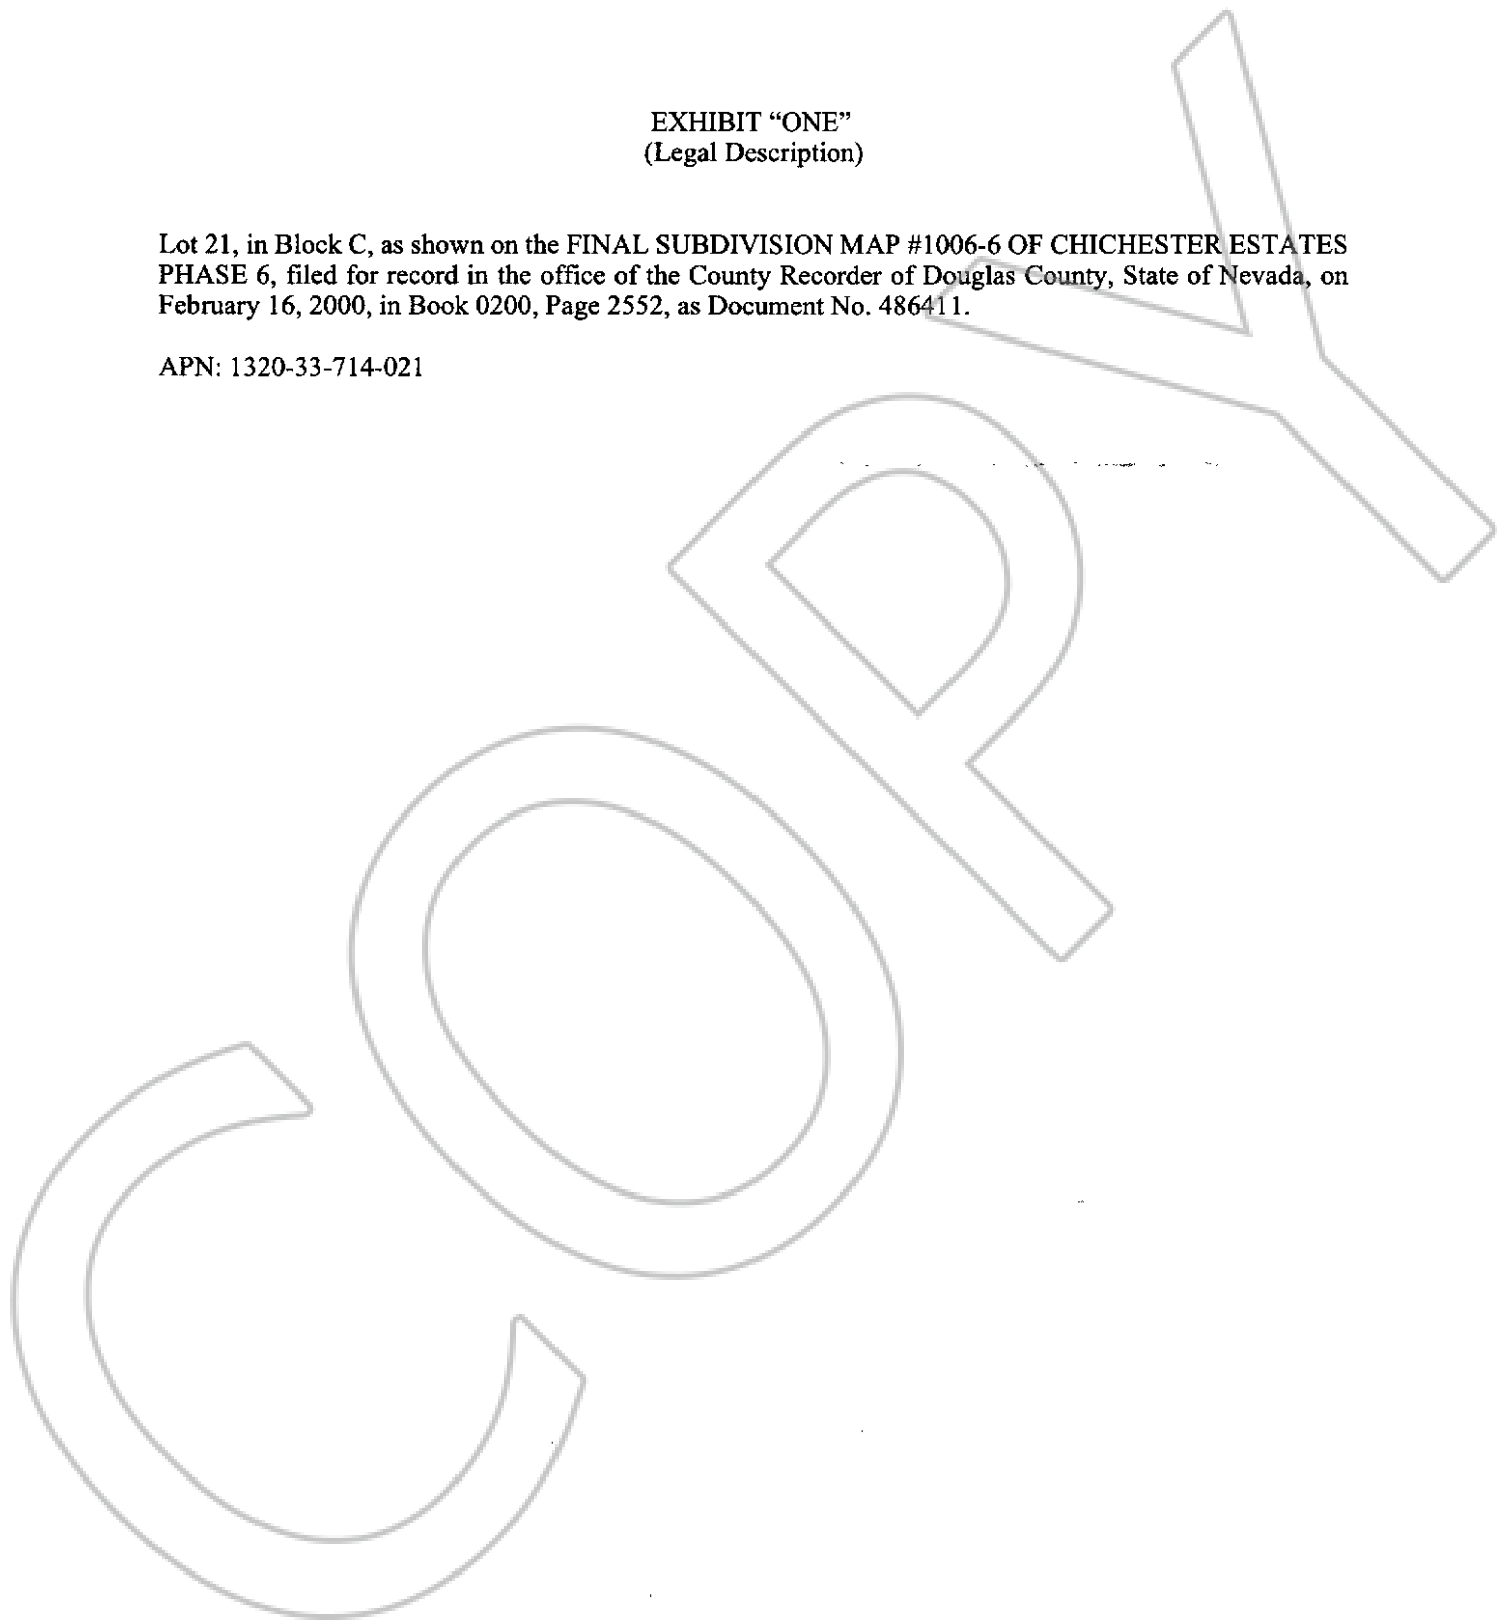 EXHIBIT “ONE”
(Legal Description)
Lot 21, in Block C, as shown on the FINAL SUBDIVISION MAP #1006-6 OF CHICHESTER ESTATES
PHASE 6, filed for record in the office of the County Recorder of Douglas County, State of Nevada, on
February 16, 2000, in Book 0200, Page 2552, as Document No. 486411.
APN: 1320-33-714-021
COPY